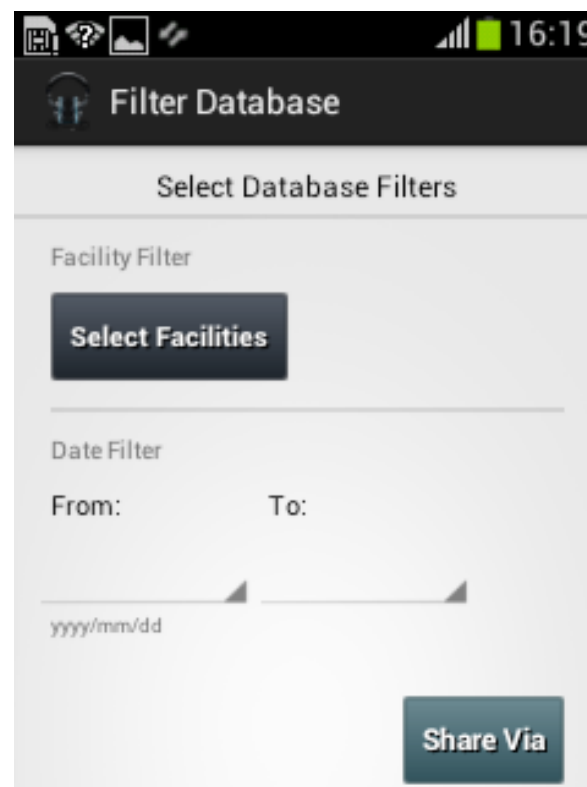 16:19
Filter Database
Select Database Filters
Facility Filter
Select Facilities
Date Filter
From: To:
yyyy/mm/dd
Share Via